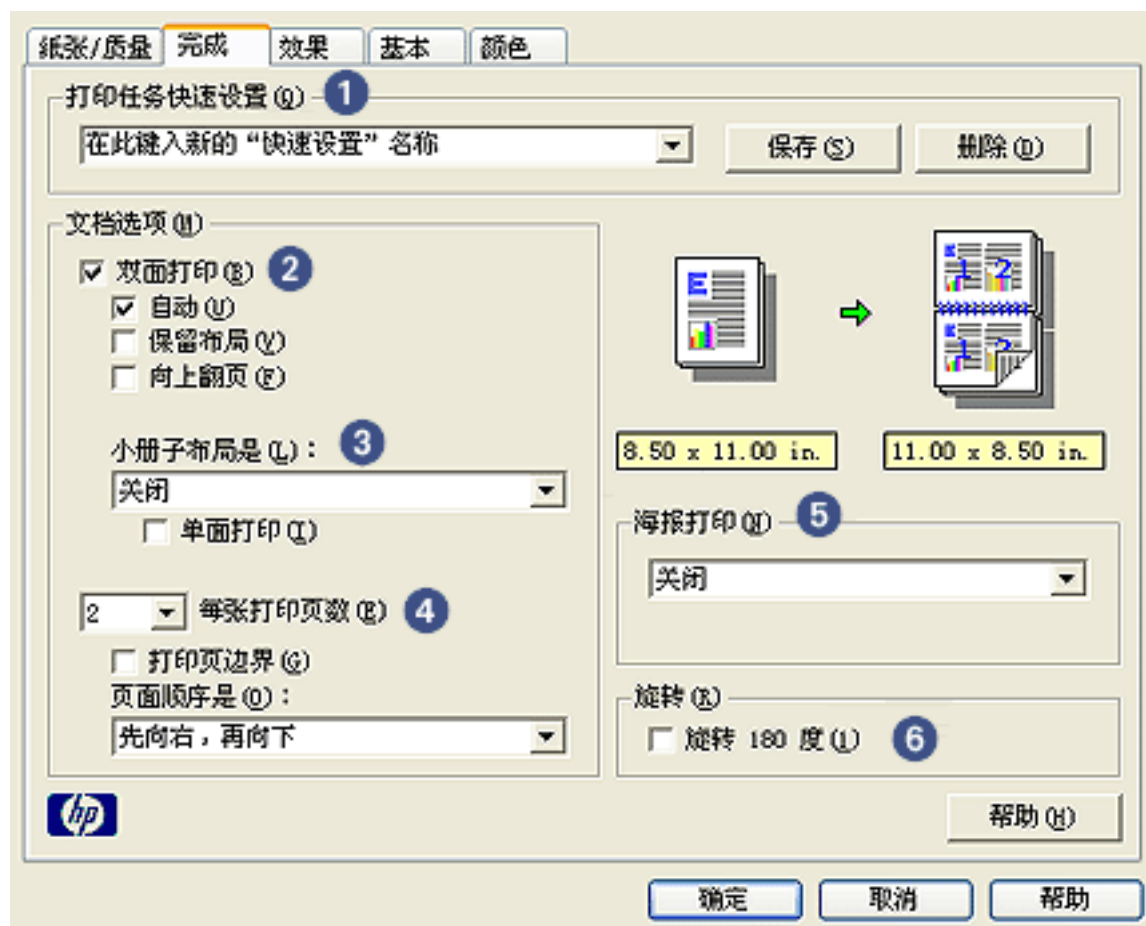 纸张/质量 完成 效果 基本 颜色
打印任务快速设置(Q) 1
在此键入新的“快速设置”名称
保存(S) 删除(D)
文档选项(M)
双面打印(B) 2
自动(U)
保留布局(V)
向上翻页(F)
小册子布局是(L): 3
关闭
单面打印(I)
2 每张打印页数(E) 4
打印页边界(G)
页面顺序是(O):
先向右,再向下
E
E 1 2
E 1 2
8.50 x 11.00 in. 11.00 x 8.50 in.
海报打印(N) 5
关闭
旋转(R)
旋转 180 度(1) 6
hp
帮助(H)
确定 取消 帮助